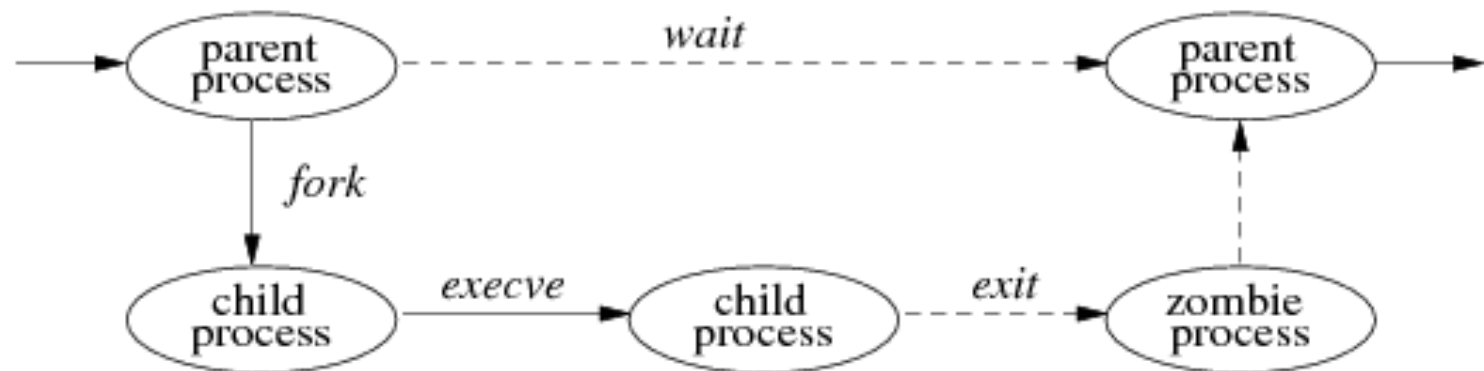 parent
process
wait
parent
process
fork
child
process
execve
child
process
exit
zombie
process